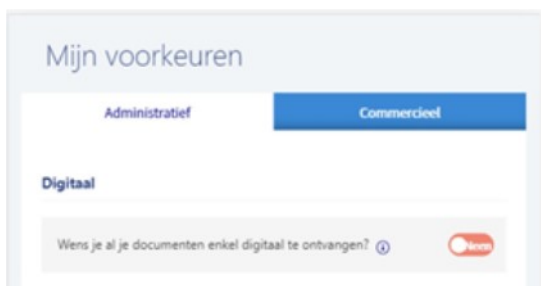 Mijn voorkeuren
Administratief Commercieel
Digitaal
Wens je al je documenten enkel digitaal te ontvangen? Neen